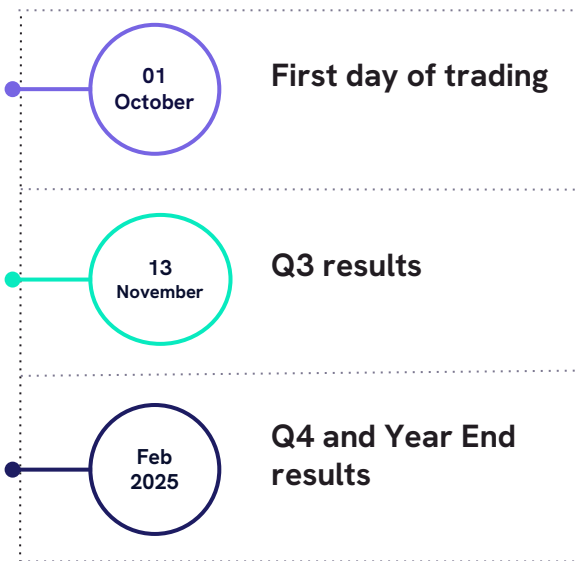 01
October
First day of trading
13
November
Q3 results
Feb
2025
Q4 and Year End
results